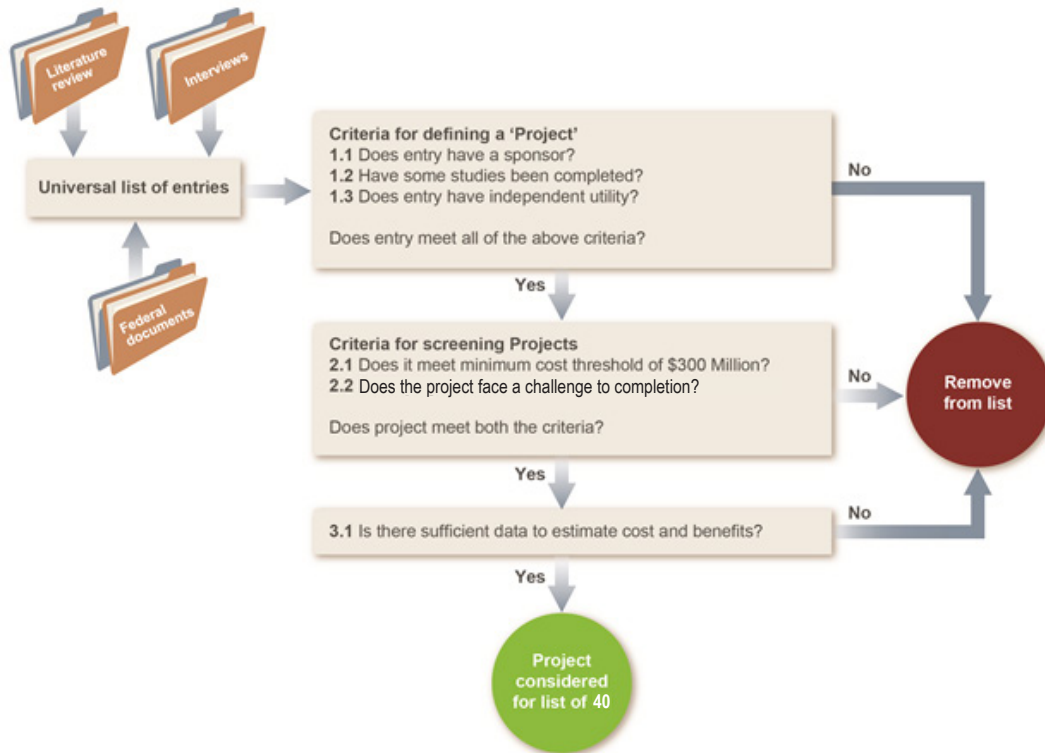 Literature
review
Interviews
Universal list of entries
Federal
documents
Criteria for defining a ‘Project’
1.1 Does entry have a sponsor?
1.2 Have some studies been completed?
1.3 Does entry have independent utility?
Does entry meet all of the above criteria?
No
Yes
Criteria for screening Projects
2.1 Does it meet minimum cost threshold of $300 Million?
2.2 Does the project face a challenge to completion?
Does project meet both the criteria?
No
Remove
from list
Yes
3.1 Is there sufficient data to estimate cost and benefits?
No
Yes
Project
considered
for list of 40